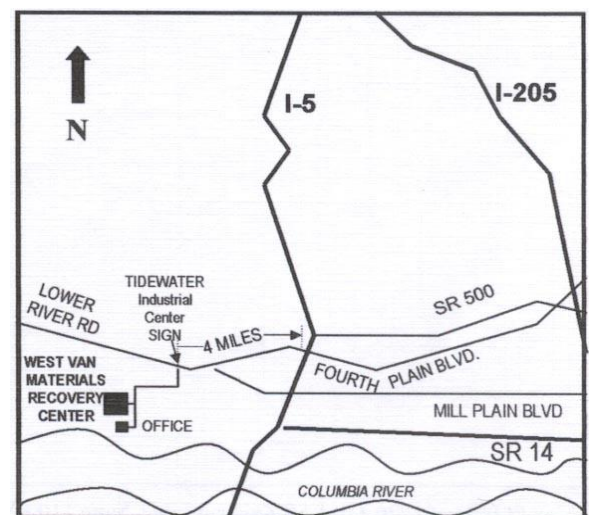 I-5
I-205
N
TIDEWATER
Industrial
Center
SIGN
4 MILES
LOWER
RIVER RD
SR 500
WEST VAN
MATERIALS
RECOVERY
CENTER
OFFICE
FOURTH PLAIN BLVD.
MILL PLAIN BLVD
SR 14
COLUMBIA RIVER